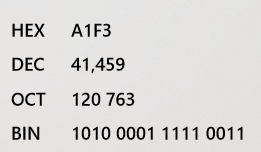 HEX A1F3
DEC 41,459
OCT 120 763
BIN 1010 0001 1111 0011